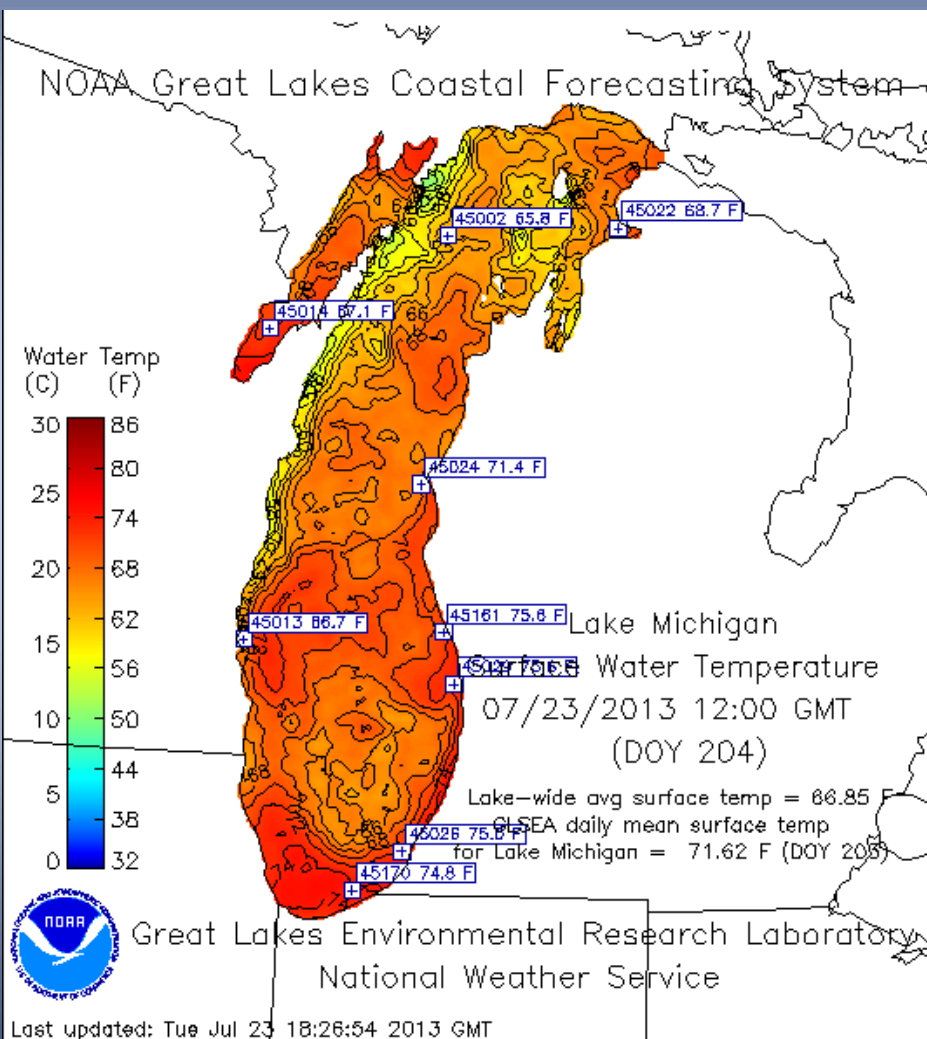 NOAA Great Lakes Coastal Forecasting System
45002 65.8 F
45022 68.7 F
45014 67.1 F
Water Temp
(C) (F)
30 86
80
25
74
20 68
62
15
56
10 50
44
5
38
0 32
66
45024 71.4 F
45013 86.7 F
45161 75.6 F
Lake Michigan
Surface Water Temperature
07/23/2013 12:00 GMT
(DOY 204)
Lake-wide avg surface temp = 66.85 F
GLSEA daily mean surface temp
for Lake Michigan = 71.62 F (DOY 203)
45026
45170 74.8 F
NOAA
Great Lakes Environmental Research Laboratory
National Weather Service
Last updated: Tue Jul 23 18:26:54 2013 GMT